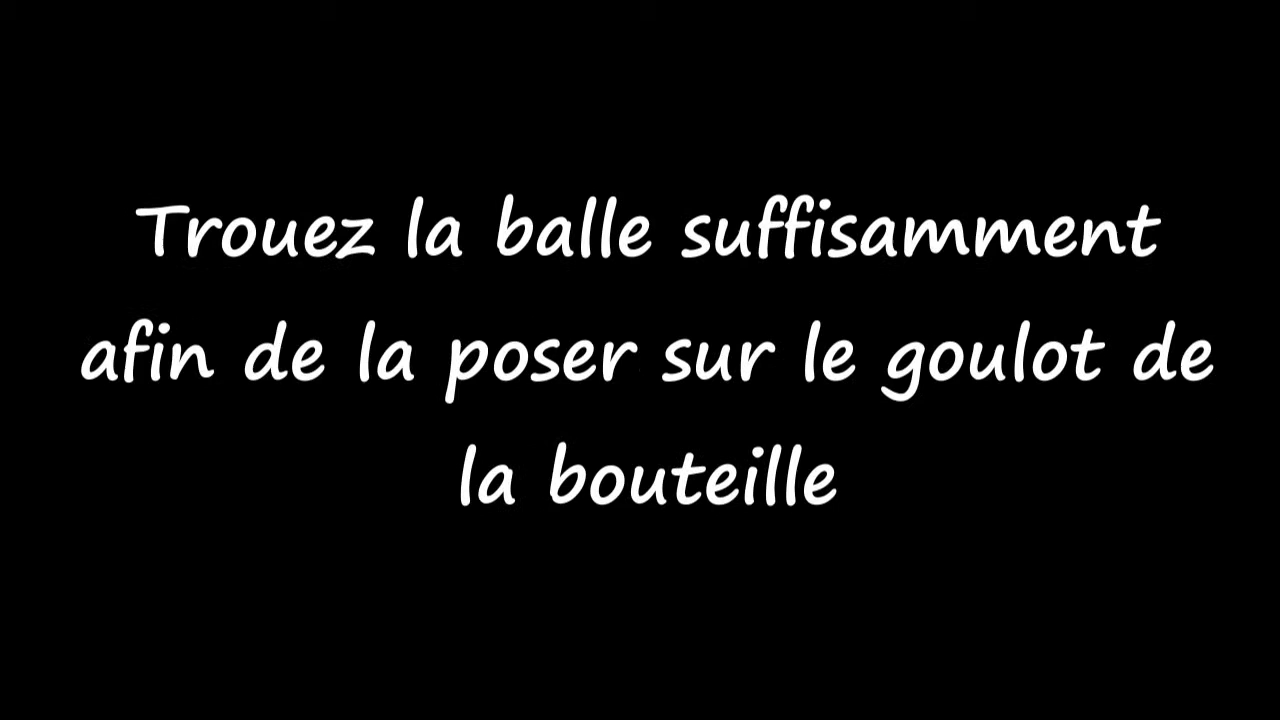 Trouez la balle suffisamment
afin de la poser sur le goulot de
la bouteille